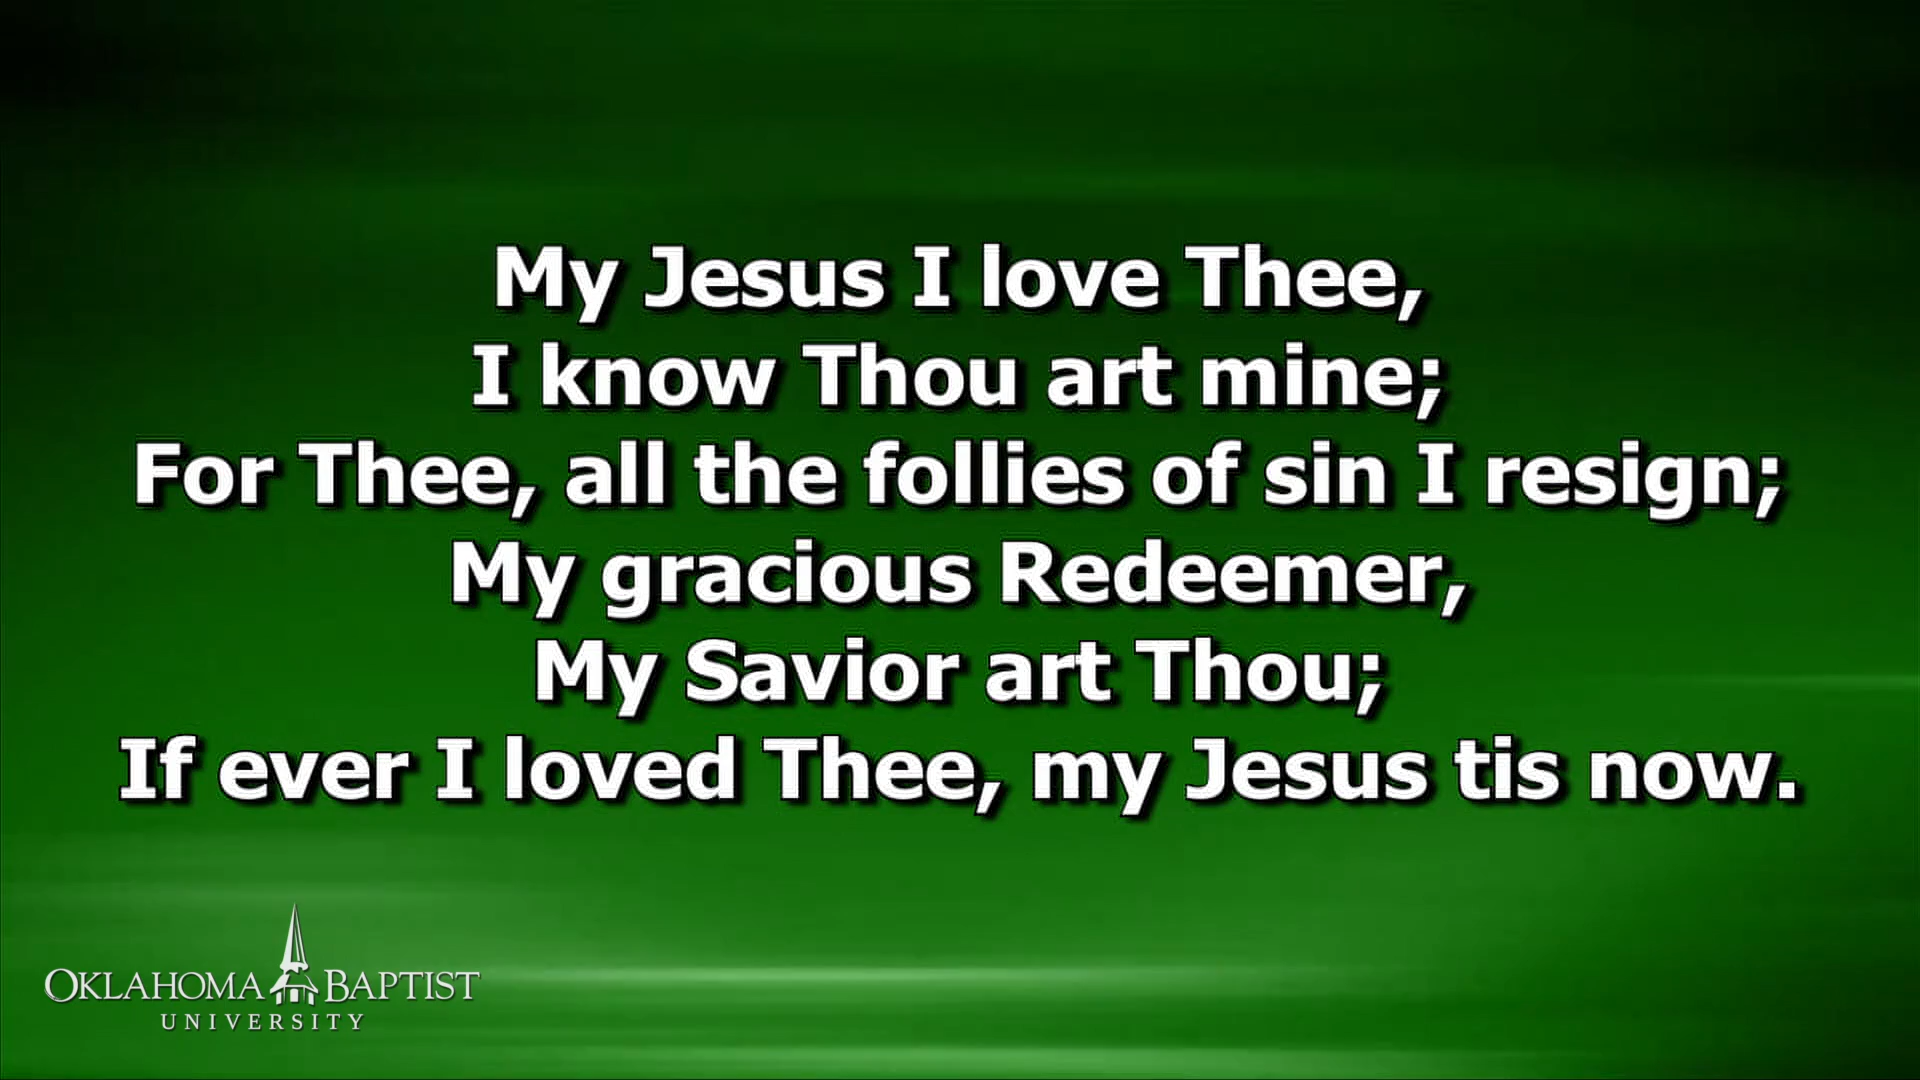 My Jesus I love Thee,
I know Thou art mine;
For Thee, all the follies of sin I resign;
My gracious Redeemer,
My Savior art Thou;
If ever I loved Thee, my Jesus tis now.
OKLAHOMA BAPTIST
UNIVERSITY